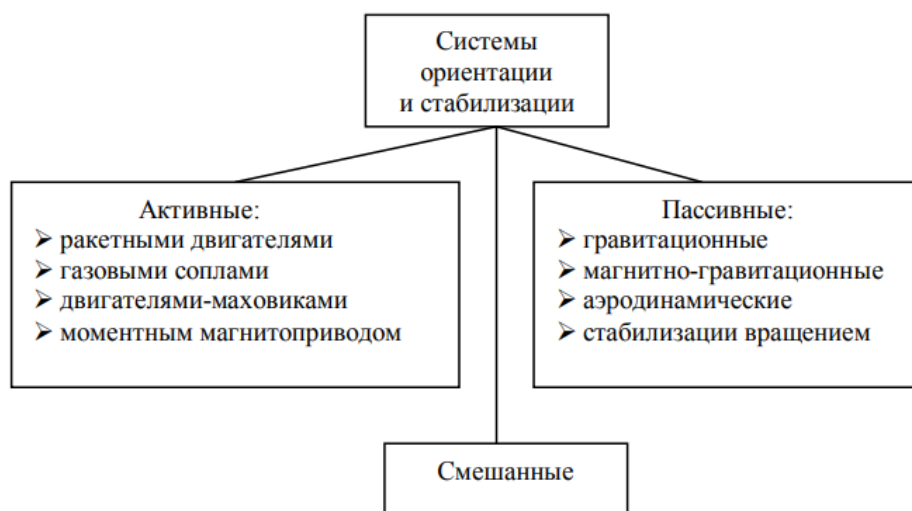 Системы
ориентации
и стабилизации
Активные:
➢ ракетными двигателями
➢ газовыми соплами
➢ двигателями-маховиками
➢ моментным магнитоприводом
Пассивные:
➢ гравитационные
➢ магнитно-гравитационные
➢ аэродинамические
➢ стабилизации вращением
Смешанные